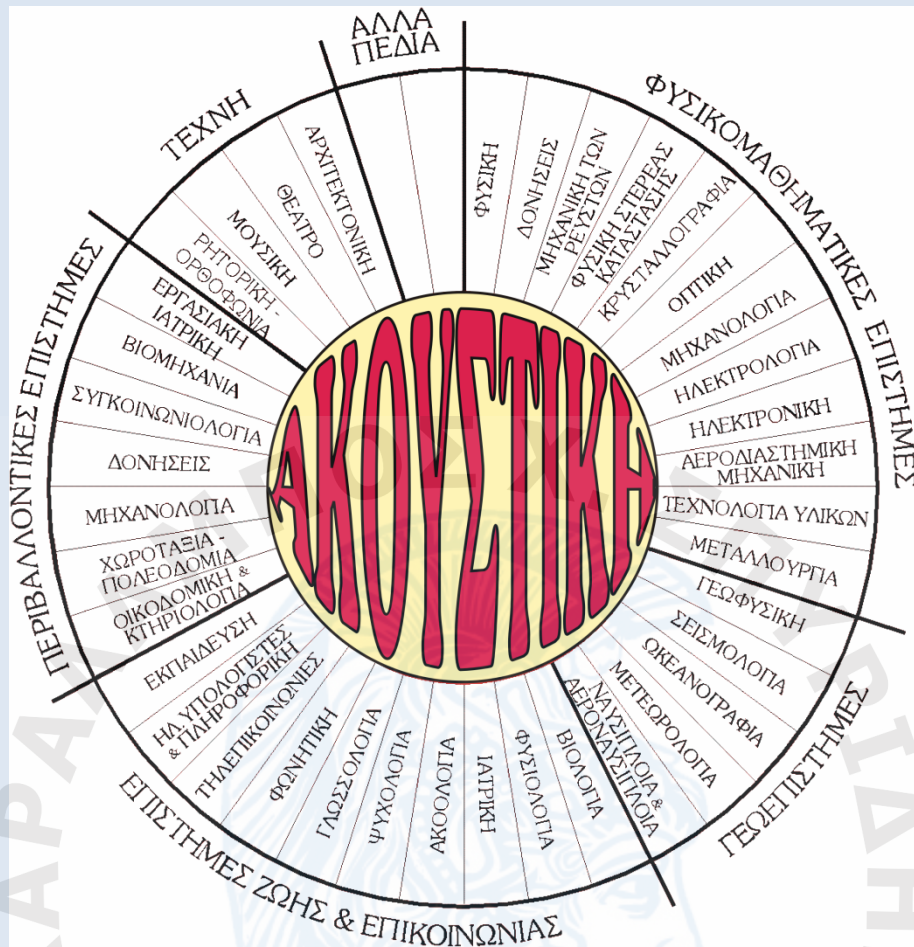 ΑΛΛΑ
ΠΕΔΙΑ
ΦΥΣΙΚΟΜΑΘΗΜΑΤΙΚΕΣ ΕΠΙΣΤΗΜΕΣ
ΦΥΣΙΚΗ
ΔΟΝΗΣΕΙΣ
ΜΗΧΑΝΙΚΗ ΤΩΝ
ΡΕΥΣΤΩΝ
ΦΥΣΙΚΗ ΣΤΕΡΕΑΣ
ΚΑΤΑΣΤΑΣΗΣ
ΚΡΥΣΤΑΛΛΟΓΡΑΦΙΑ
ΟΠΤΙΚΗ
ΜΗΧΑΝΟΛΟΓΙΑ
ΗΛΕΚΤΡΟΛΟΓΙΑ
ΗΛΕΚΤΡΟΝΙΚΗ
ΑΕΡΟΔΙΑΣΤΗΜΙΚΗ
ΜΗΧΑΝΙΚΗ
ΤΕΧΝΟΛΟΓΙΑ ΥΛΙΚΩΝ
ΜΕΤΑΛΛΟΥΡΓΙΑ
ΓΕΩΕΠΙΣΤΗΜΕΣ
ΓΕΩΦΥΣΙΚΗ
ΣΕΙΣΜΟΛΟΓΙΑ
ΩΚΕΑΝΟΓΡΑΦΙΑ
ΜΕΤΕΩΡΟΛΟΓΙΑ
ΝΑΥΣΙΠΛΟΙΑ &
ΑΕΡΟΝΑΥΣΙΠΛΟΙΑ
ΕΠΙΣΤΗΜΕΣ ΖΩΗΣ & ΕΠΙΚΟΙΝΩΝΙΑΣ
ΒΙΟΛΟΓΙΑ
ΦΥΣΙΟΛΟΓΙΑ
ΙΑΤΡΙΚΗ
ΑΚΟΟΛΟΓΙΑ
ΨΥΧΟΛΟΓΙΑ
ΓΛΩΣΣΟΛΟΓΙΑ
ΦΩΝΗΤΙΚΗ
ΤΗΛΕΠΙΚΟΙΝΩΝΙΕΣ
ΗΛ.ΥΠΟΛΟΓΙΣΤΕΣ
& ΠΛΗΡΟΦΟΡΙΚΗ
ΕΚΠΑΙΔΕΥΣΗ
ΠΕΡΙΒΑΛΛΟΝΤΙΚΕΣ ΕΠΙΣΤΗΜΕΣ
ΟΙΚΟΔΟΜΙΚΗ &
ΚΤΗΡΙΟΛΟΓΙΑ
ΧΩΡΟΤΑΞΙΑ -
ΠΟΛΕΟΔΟΜΙΑ
ΜΗΧΑΝΟΛΟΓΙΑ
ΔΟΝΗΣΕΙΣ
ΣΥΓΚΟΙΝΩΝΙΟΛΟΓΙΑ
ΒΙΟΜΗΧΑΝΙΑ
ΕΡΓΑΣΙΑΚΗ
ΙΑΤΡΙΚΗ
ΤΕΧΝΗ
ΡΗΤΟΡΙΚΗ -
ΟΡΘΟΦΩΝΙΑ
ΜΟΥΣΙΚΗ
ΘΕΑΤΡΟ
ΑΡΧΙΤΕΚΤΟΝΙΚΗ
ΑΚΟΥΣΤΙΚΗ